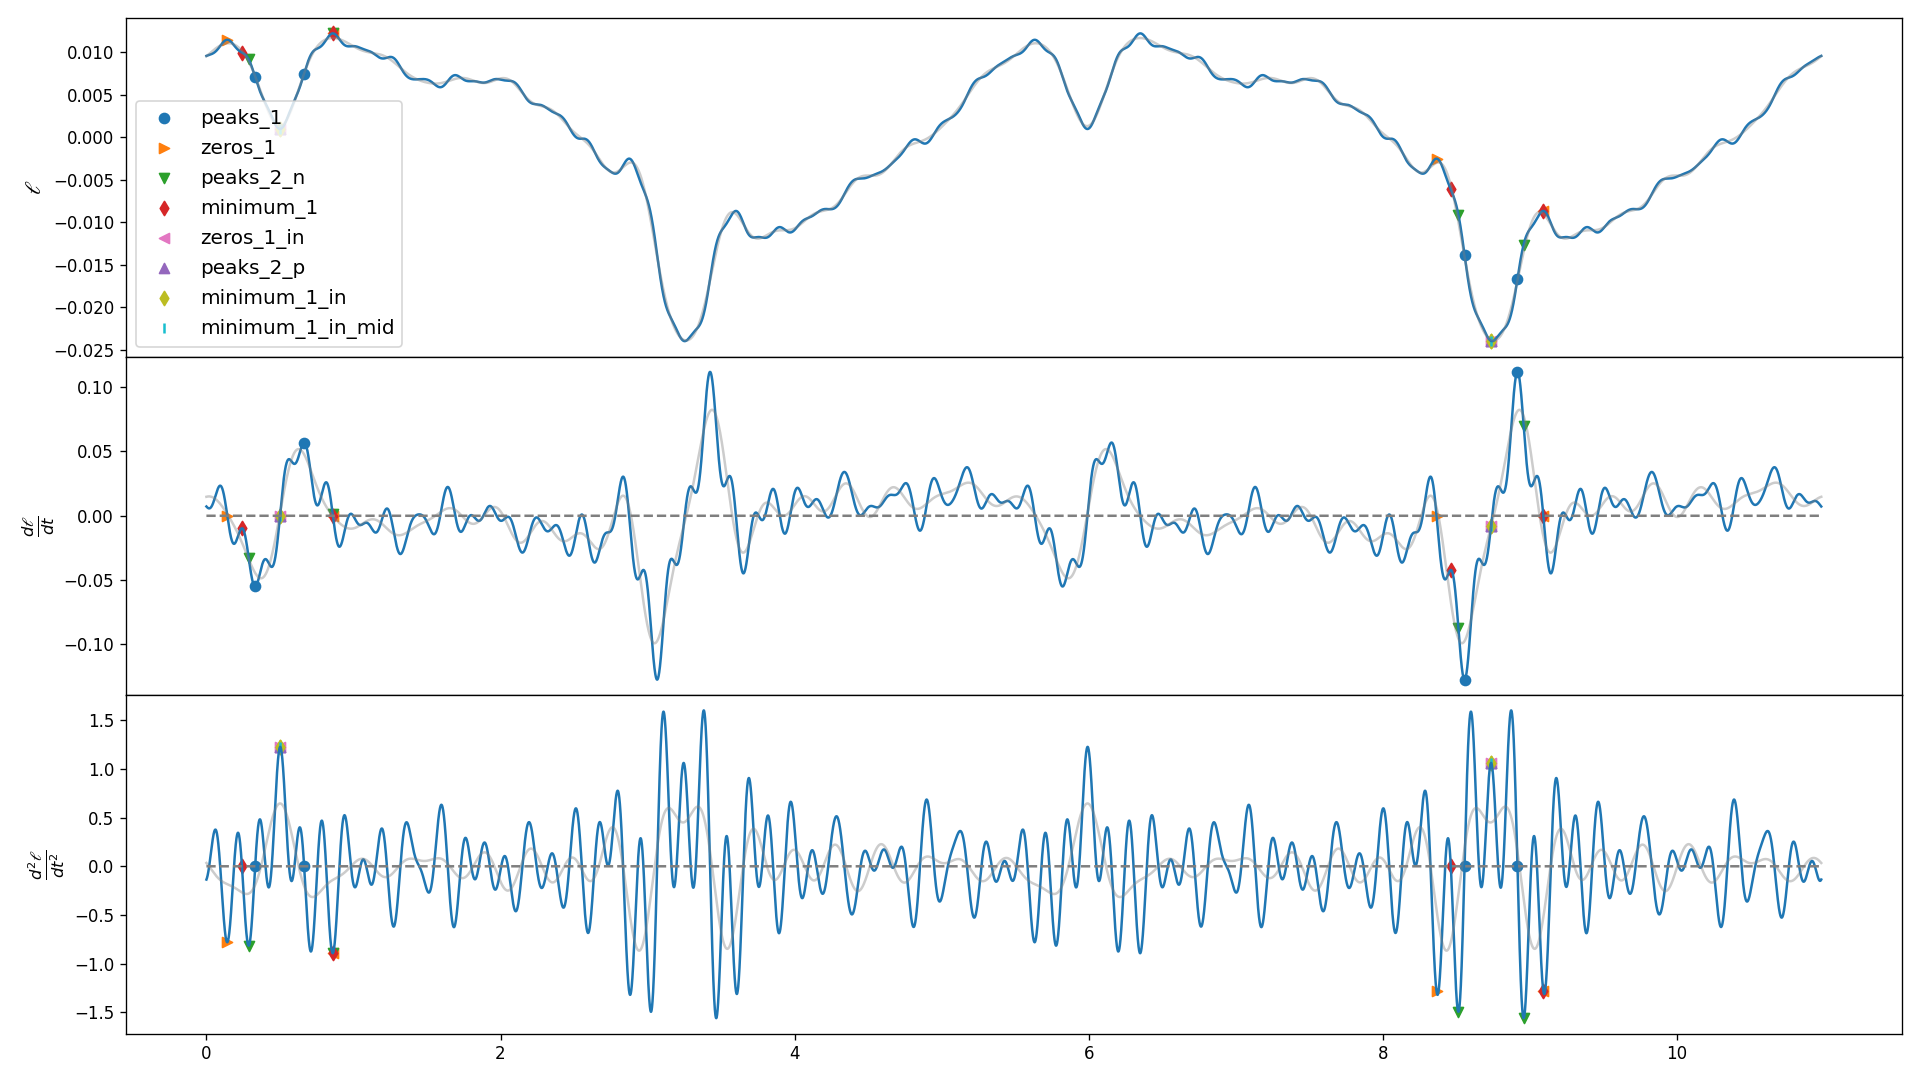 0.010
0.005
0.000
−0.005
−0.010
−0.015
−0.020
−0.025
ℓ
peaks_1
zeros_1
peaks_2_n
minimum_1
zeros_1_in
peaks_2_p
minimum_1_in
minimum_1_in_mid
0.10
0.05
0.00
−0.05
−0.10
dℓ
dt
1.5
1.0
0.5
0.0
−0.5
−1.0
−1.5
d²ℓ
dt²
0 2 4 6 8 10